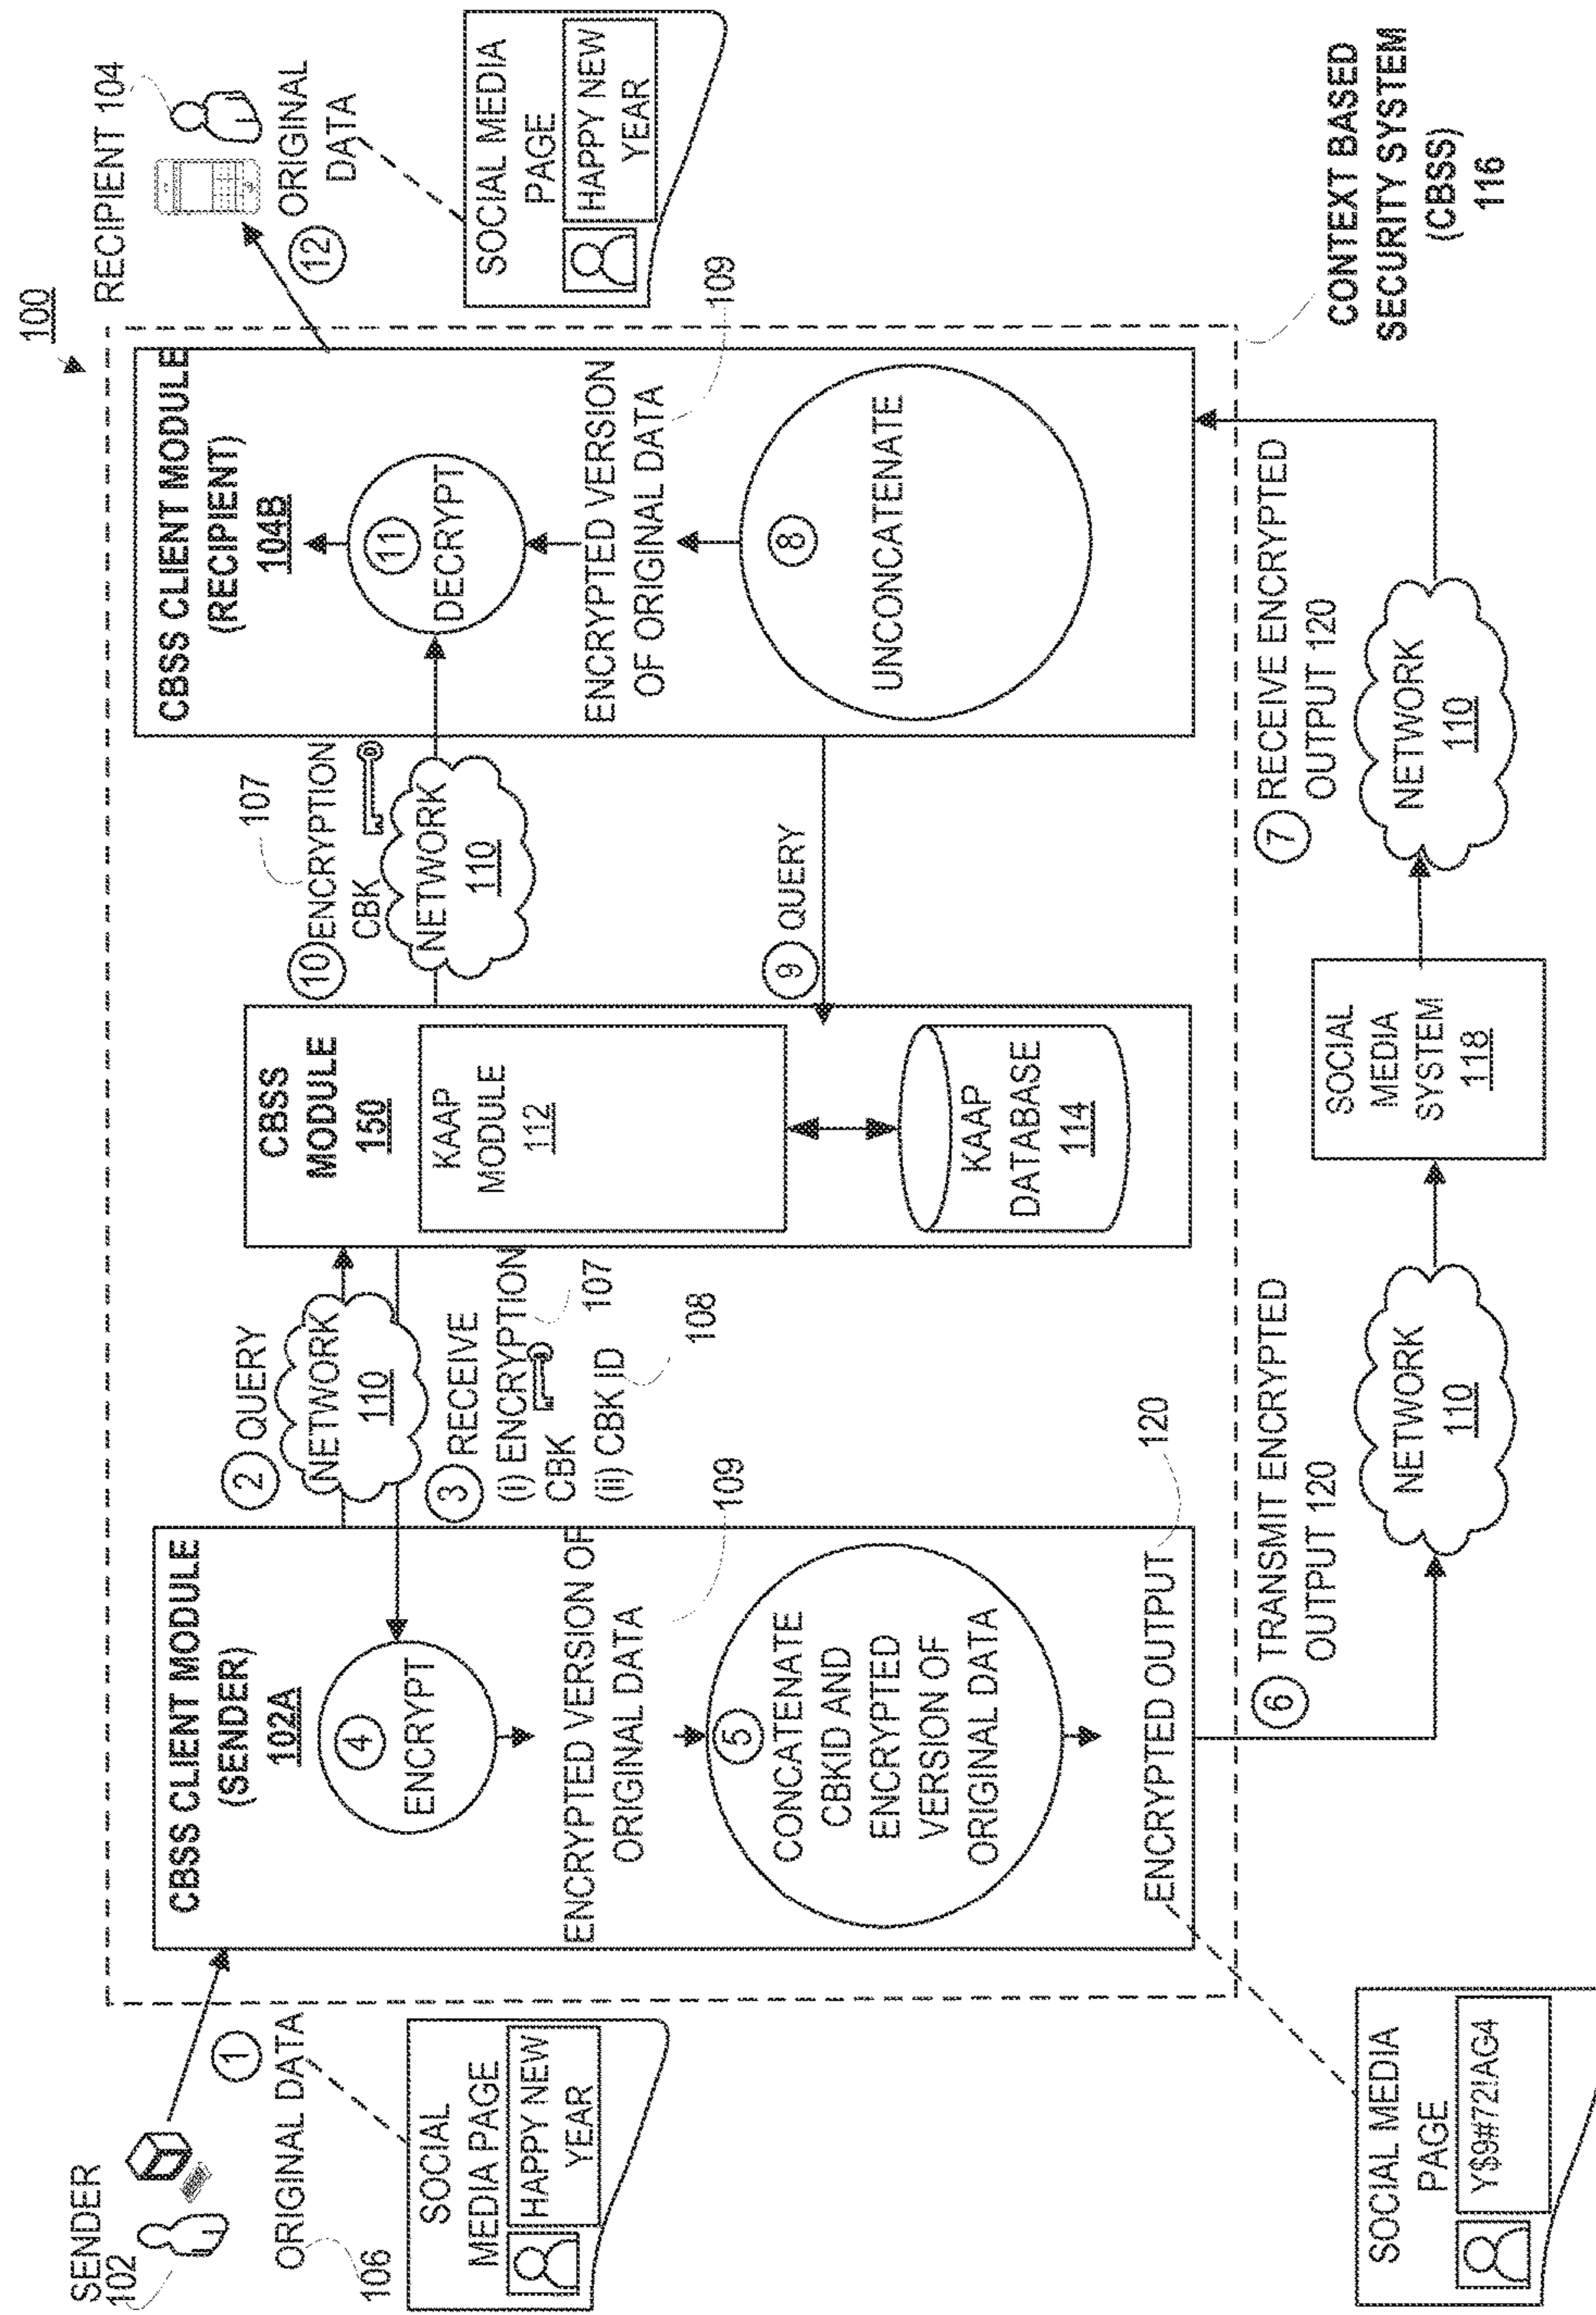 100
SENDER
102
1
ORIGINAL DATA
106
SOCIAL
MEDIA PAGE
HAPPY NEW
YEAR
CBSS CLIENT MODULE
(SENDER)
102A
4
ENCRYPT
ENCRYPTED VERSION OF
ORIGINAL DATA
109
5
CONCATENATE
CBKID AND
ENCRYPTED
VERSION OF
ORIGINAL DATA
ENCRYPTED OUTPUT
120
SOCIAL MEDIA
PAGE
Y$9#72!AG4
2 QUERY
NETWORK
110
3 RECEIVE
(i) ENCRYPTION
CBK
107
(ii) CBK ID
108
CBSS
MODULE
150
KAAP
MODULE
112
KAAP
DATABASE
114
107
10 ENCRYPTION
CBK
NETWORK
110
9 QUERY
CBSS CLIENT MODULE
(RECIPIENT)
104B
11
DECRYPT
ENCRYPTED VERSION
OF ORIGINAL DATA
109
8
UNCONCATENATE
RECIPIENT 104
12
ORIGINAL
DATA
SOCIAL MEDIA
PAGE
HAPPY NEW
YEAR
6 TRANSMIT ENCRYPTED
OUTPUT 120
NETWORK
110
SOCIAL
MEDIA
SYSTEM
118
7 RECEIVE ENCRYPTED
OUTPUT 120
NETWORK
110
CONTEXT BASED
SECURITY SYSTEM
(CBSS)
116